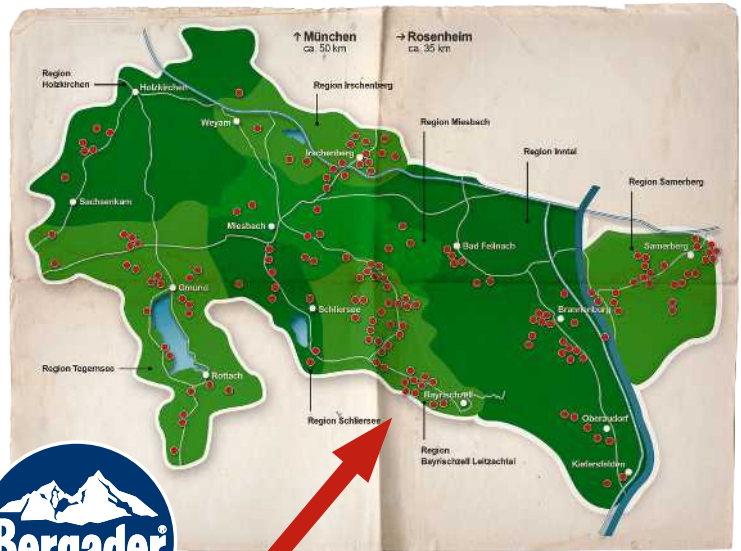 ↑ München
ca. 50 km
→ Rosenheim
ca. 35 km
Region
Holzkirchen
Holzkirchen
Region Irschenberg
Weyarn
Region Miesbach
Irschenberg
Region Inntal
Region Samerberg
Sachsenkam
Miesbach
Bad Feilnach
Samerberg
Gmund
Schliersee
Brannenburg
Region Tegernsee
Rottach
Bayrischzell
Region Schliersee
Oberaudorf
Region
Bayrischzell Leitzachtal
Kiefersfelden
Bergader®